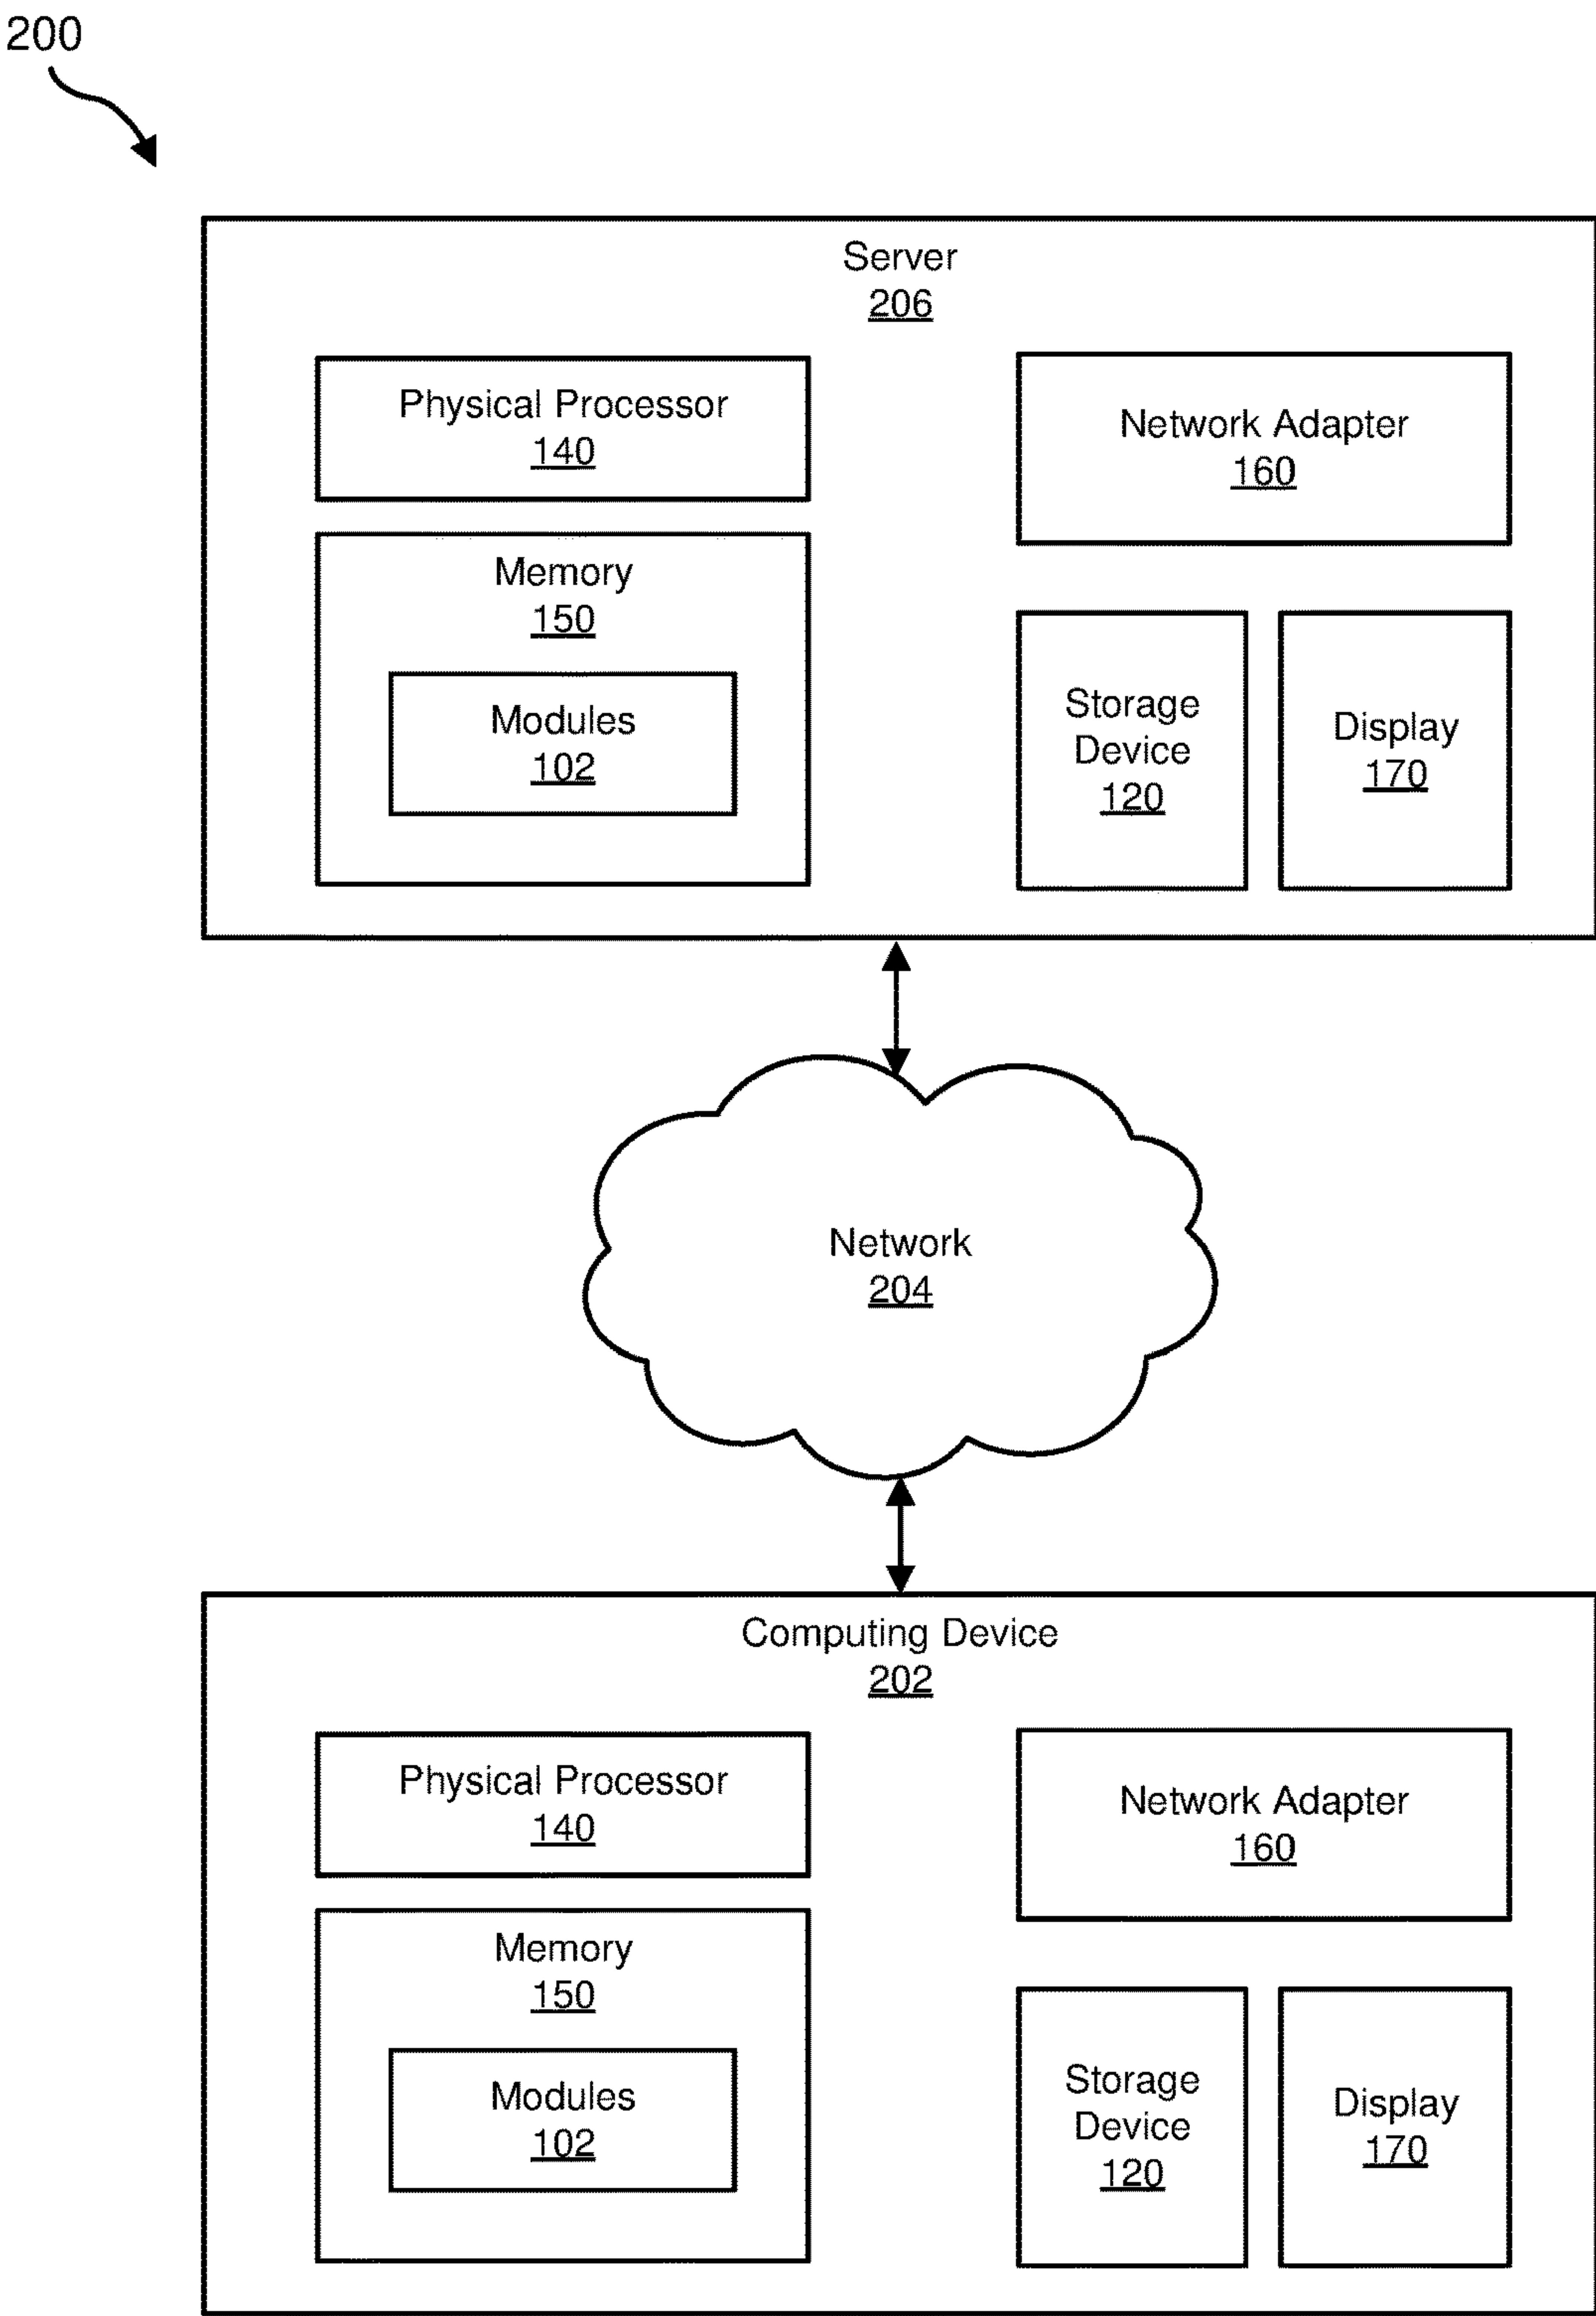 200
Server
206
Physical Processor
140
Network Adapter
160
Memory
150
Modules
102
Storage
Device
120
Display
170
Network
204
Computing Device
202
Physical Processor
140
Network Adapter
160
Memory
150
Modules
102
Storage
Device
120
Display
170